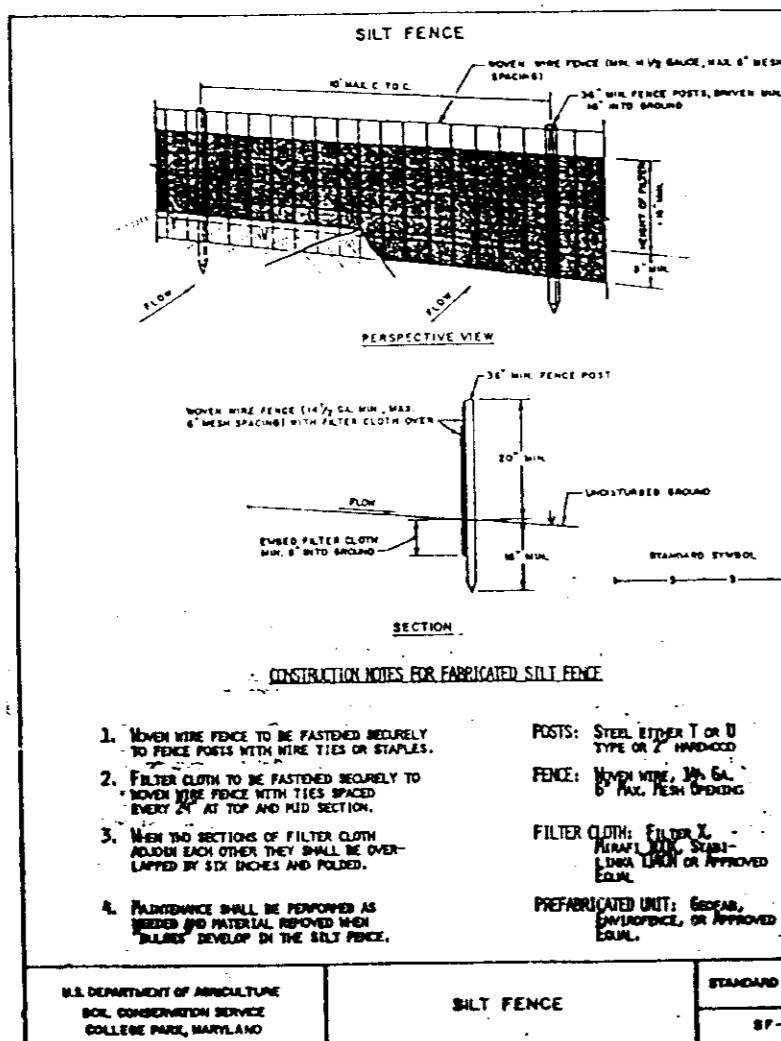 SILT FENCE
WOVEN WIRE FENCE (MIN. 14 1/2 GAUCE, MAX. 6" MESH
SPACING)
10' MAX. C. TO C.
36" MIN. FENCE POSTS, DRIVEN MIN.
16" INTO GROUND
HEIGHT OF FILTER
= 16" MIN.
8" MIN.
FLOW
FLOW
PERSPECTIVE VIEW
36" MIN. FENCE POST
WOVEN WIRE FENCE (14 1/2 GA. MIN., MAX.
6" MESH SPACING) WITH FILTER CLOTH OVER
20" MIN.
FLOW
UNDISTURBED GROUND
EMBED FILTER CLOTH
MIN. 8" INTO GROUND
16" MIN.
STANDARD SYMBOL
S S
SECTION
CONSTRUCTION NOTES FOR FABRICATED SILT FENCE
1. WOVEN WIRE FENCE TO BE FASTENED SECURELY
TO FENCE POSTS WITH WIRE TIES OR STAPLES.
2. FILTER CLOTH TO BE FASTENED SECURELY TO
WOVEN WIRE FENCE WITH TIES SPACED
EVERY 24" AT TOP AND MID SECTION.
3. WHEN TWO SECTIONS OF FILTER CLOTH
ADJOIN EACH OTHER THEY SHALL BE OVER-
LAPPED BY SIX INCHES AND FOLDED.
4. MAINTENANCE SHALL BE PERFORMED AS
NEEDED AND MATERIAL REMOVED WHEN
"BULGES" DEVELOP IN THE SILT FENCE.
POSTS: STEEL EITHER T OR U
TYPE OR 2" HARDWOOD
FENCE: WOVEN WIRE, 14½ GA.
6" MAX. MESH OPENING
FILTER CLOTH: FILTER X,
MIRAFI 100X, STABI-
LINKA OR APPROVED
EQUAL
PREFABRICATED UNIT: GEOFAB,
ENVIROFENCE, OR APPROVED
EQUAL.
U.S. DEPARTMENT OF AGRICULTURE
SOIL CONSERVATION SERVICE
COLLEGE PARK, MARYLAND
SILT FENCE
STANDARD
SF-